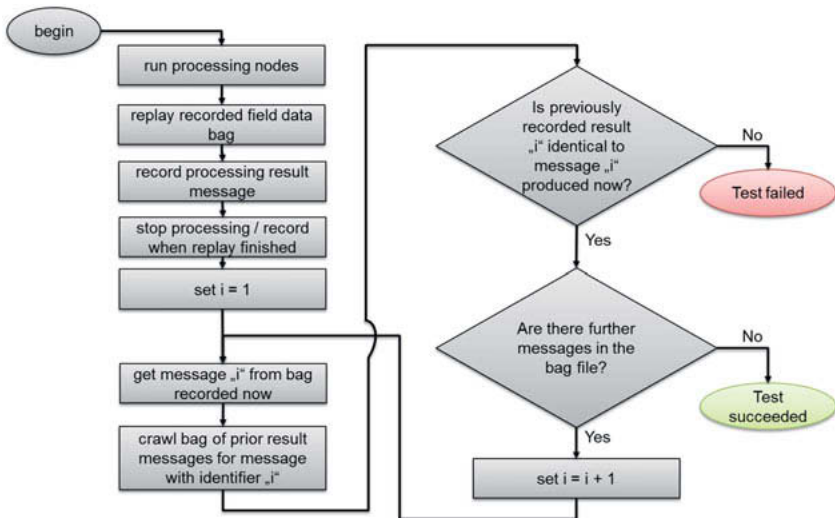 begin
run processing nodes
replay recorded field data
bag
record processing result
message
stop processing / record
when replay finished
set i = 1
get message „i“ from bag
recorded now
crawl bag of prior result
messages for message
with identifier „i“
Is previously
recorded result
„i“ identical to
message „i“
produced now?
No
Test failed
Yes
Are there further
messages in the
bag file?
No
Test
succeeded
Yes
set i = i + 1